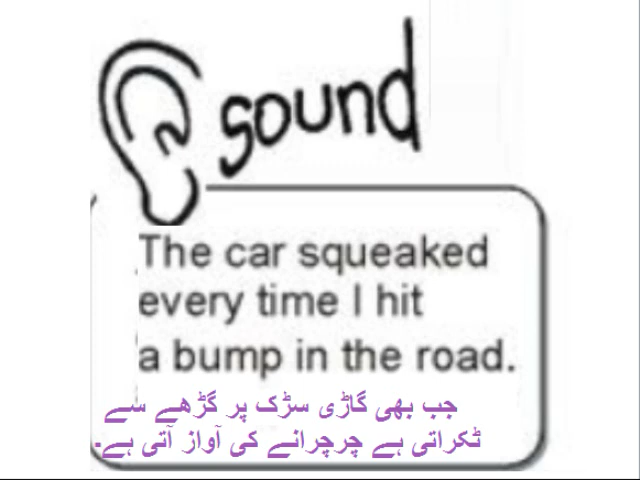 sound
The car squeaked
every time I hit
a bump in the road.
جب بھی گاڑی سڑک پر گڑھے سے
ٹکراتی ہے چرچرانے کی آواز آتی ہے۔